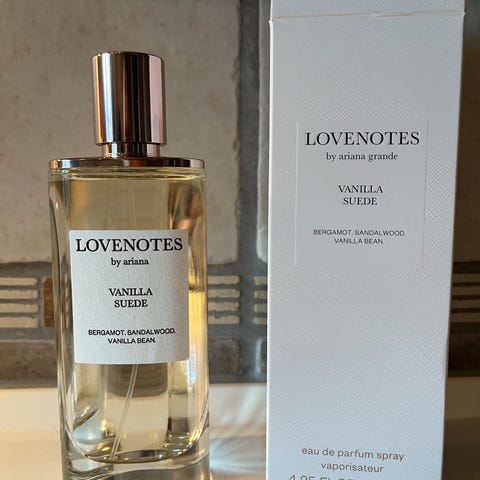 LOVENOTES
by ariana
VANILLA
SUEDE
BERGAMOT. SANDALWOOD.
VANILLA BEAN.
LOVENOTES
by ariana grande
VANILLA
SUEDE
BERGAMOT. SANDALWOOD.
VANILLA BEAN.
eau de parfum spray
vaporisateur